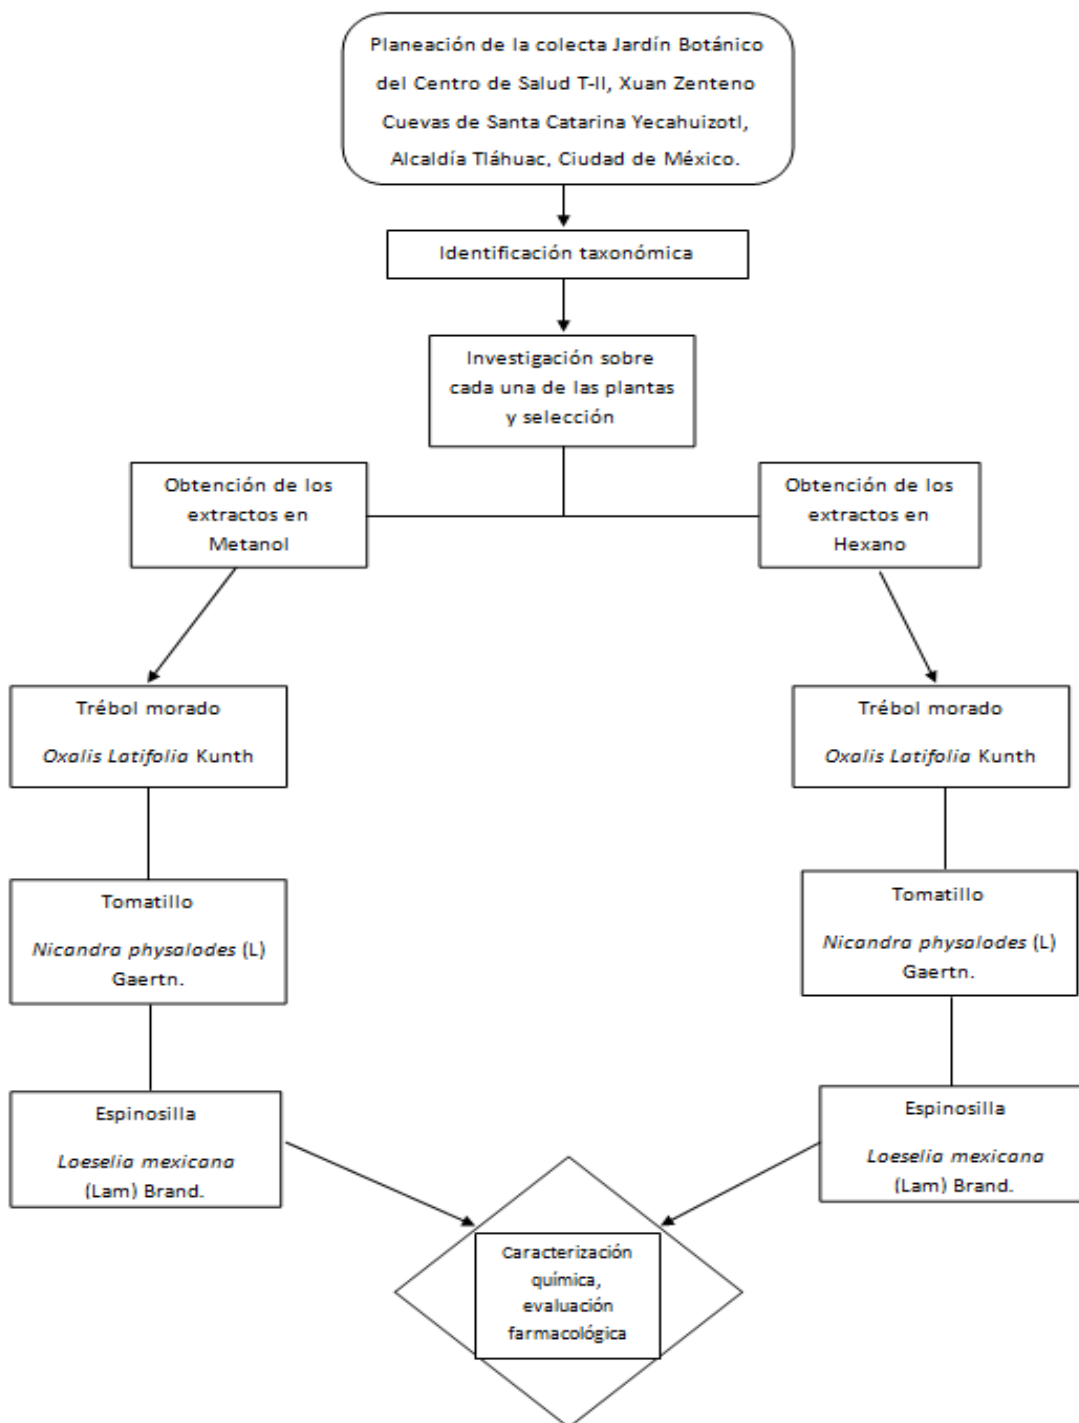 Planeación de la colecta Jardín Botánico
del Centro de Salud T-II, Xuan Zenteno
Cuevas de Santa Catarina Yecahuizotl,
Alcaldía Tláhuac, Ciudad de México.
Identificación taxonómica
Investigación sobre
cada una de las plantas
y selección
Obtención de los
extractos en
Metanol
Obtención de los
extractos en
Hexano
Trébol morado
Oxalis Latifolia Kunth
Trébol morado
Oxalis Latifolia Kunth
Tomatillo
Nicandra physalodes (L)
Gaertn.
Tomatillo
Nicandra physalodes (L)
Gaertn.
Espinosilla
Loeselia mexicana
(Lam) Brand.
Espinosilla
Loeselia mexicana
(Lam) Brand.
Caracterización
química,
evaluación
farmacológica